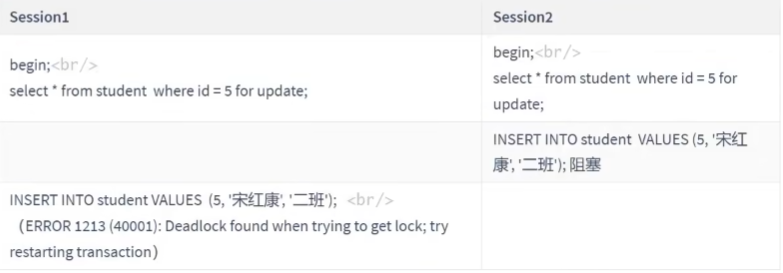 Session1
Session2
begin;<br/>
select * from student  where id = 5 for update;
begin;<br/>
select * from student  where id = 5 for
update;
INSERT INTO student  VALUES (5, '宋红
康', '二班'); 阻塞
INSERT INTO student VALUES  (5, '宋红康', '二班');  <br/>
（ERROR 1213 (40001): Deadlock found when trying to get lock; try
restarting transaction）